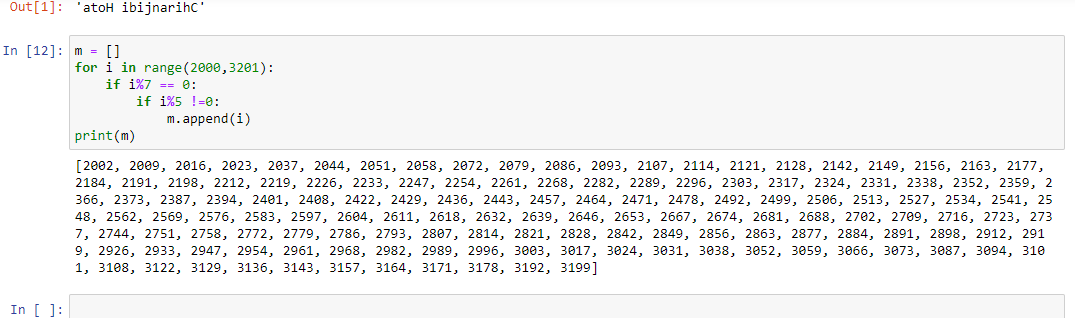 Out[1]: 'atoH ibijnarihC'
In [12]: m = []
for i in range(2000,3201):
    if i%7 == 0:
        if i%5 !=0:
            m.append(i)
print(m)
[2002, 2009, 2016, 2023, 2037, 2044, 2051, 2058, 2072, 2079, 2086, 2093, 2107, 2114, 2121, 2128, 2142, 2149, 2156, 2163, 2177,
2184, 2191, 2198, 2212, 2219, 2226, 2233, 2247, 2254, 2261, 2268, 2282, 2289, 2296, 2303, 2317, 2324, 2331, 2338, 2352, 2359, 2
366, 2373, 2387, 2394, 2401, 2408, 2422, 2429, 2436, 2443, 2457, 2464, 2471, 2478, 2492, 2499, 2506, 2513, 2527, 2534, 2541, 25
48, 2562, 2569, 2576, 2583, 2597, 2604, 2611, 2618, 2632, 2639, 2646, 2653, 2667, 2674, 2681, 2688, 2702, 2709, 2716, 2723, 273
7, 2744, 2751, 2758, 2772, 2779, 2786, 2793, 2807, 2814, 2821, 2828, 2842, 2849, 2856, 2863, 2877, 2884, 2891, 2898, 2912, 291
9, 2926, 2933, 2947, 2954, 2961, 2968, 2982, 2989, 2996, 3003, 3017, 3024, 3031, 3038, 3052, 3059, 3066, 3073, 3087, 3094, 310
1, 3108, 3122, 3129, 3136, 3143, 3157, 3164, 3171, 3178, 3192, 3199]
In [ ]: